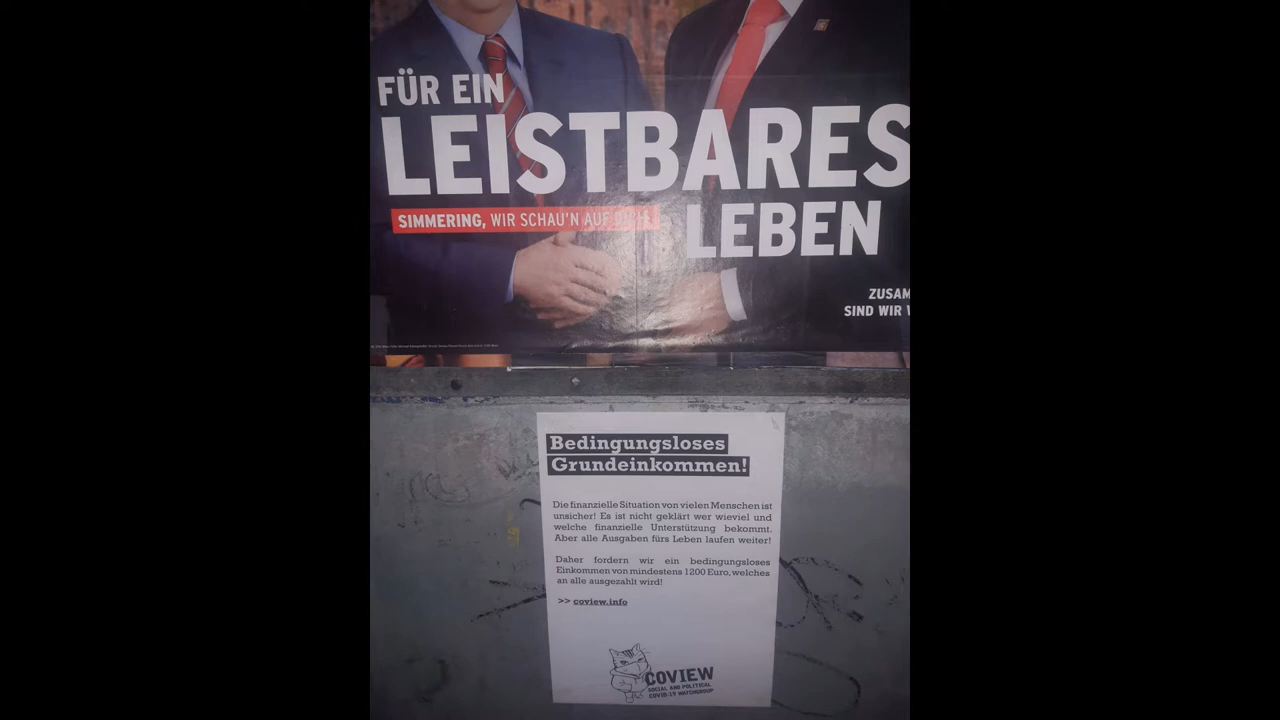 FÜR EIN
LEISTBARES
LEBEN
SIMMERING, WIR SCHAU'N AUF DICH.
ZUSAM
SIND WIR
Bedingungsloses
Grundeinkommen!
Die finanzielle Situation von vielen Menschen ist
unsicher! Es ist nicht geklärt wer wieviel und
welche finanzielle Unterstützung bekommt.
Aber alle Ausgaben fürs Leben laufen weiter!
Daher fordern wir ein bedingungsloses
Einkommen von mindestens 1200 Euro, welches
an alle ausgezahlt wird!
>> coview.info
COVIEW
SOCIAL AND POLITICAL
COVID-19 WATCHGROUP